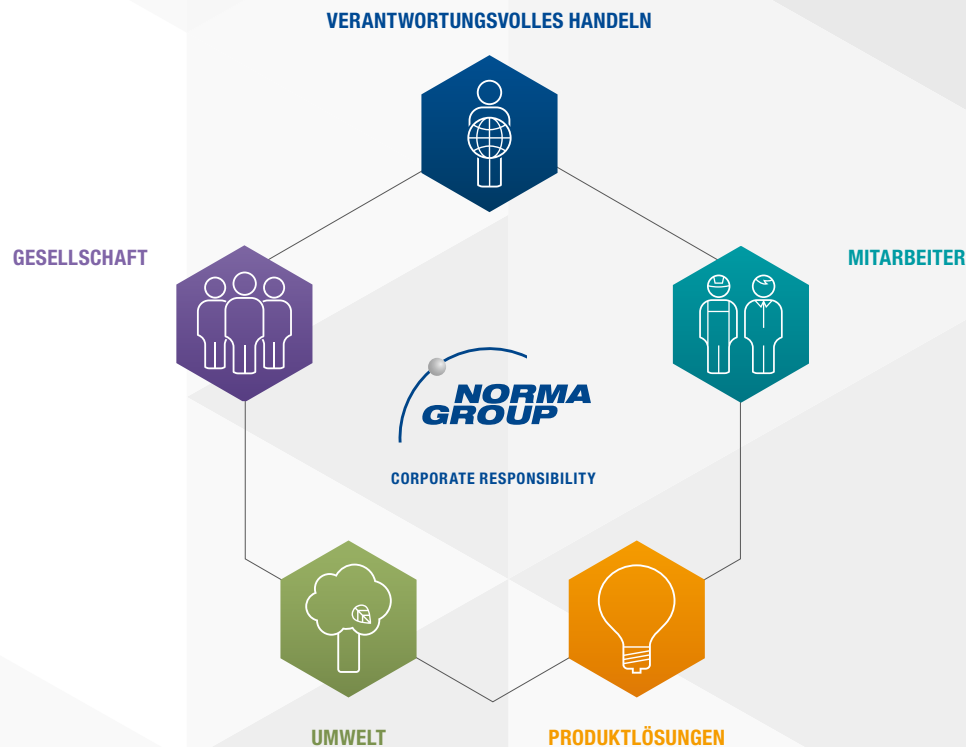 VERANTWORTUNGSVOLLES HANDELN
GESELLSCHAFT
MITARBEITER
NORMA
GROUP
CORPORATE RESPONSIBILITY
UMWELT
PRODUKTLÖSUNGEN